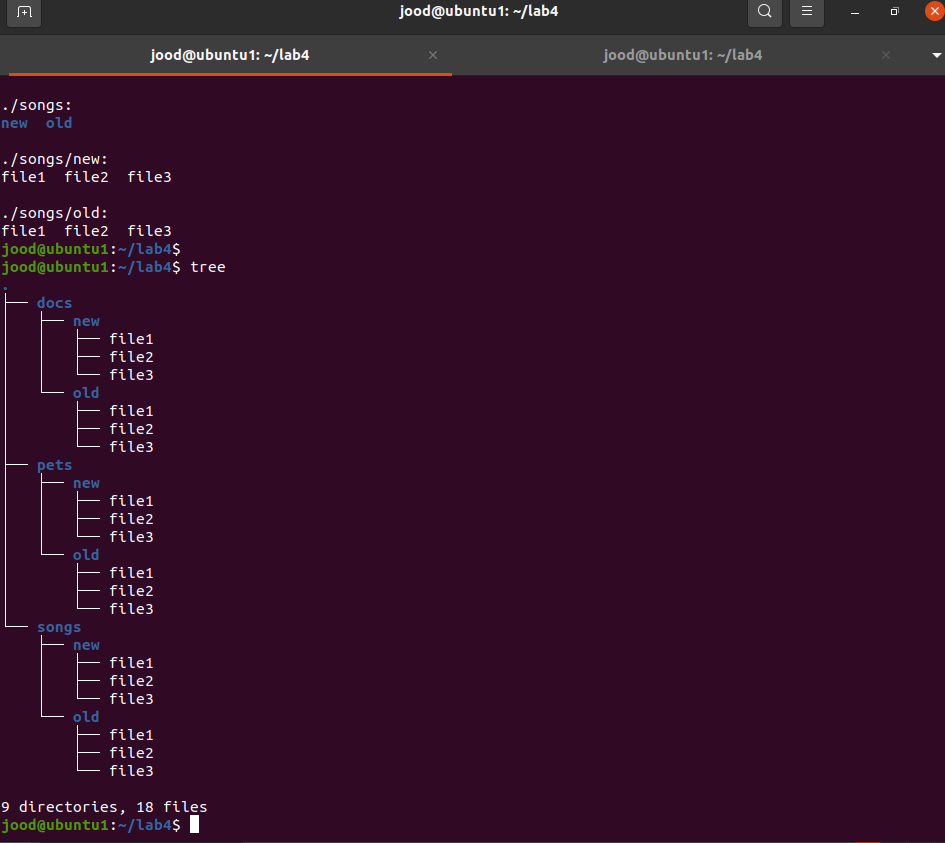 jood@ubuntu1: ~/lab4
jood@ubuntu1: ~/lab4
jood@ubuntu1: ~/lab4
./songs:
new  old
./songs/new:
file1  file2  file3
./songs/old:
file1  file2  file3
jood@ubuntu1:~/lab4$
jood@ubuntu1:~/lab4$ tree
.
├── docs
│   ├── new
│   │   ├── file1
│   │   ├── file2
│   │   └── file3
│   └── old
│       ├── file1
│       ├── file2
│       └── file3
├── pets
│   ├── new
│   │   ├── file1
│   │   ├── file2
│   │   └── file3
│   └── old
│       ├── file1
│       ├── file2
│       └── file3
└── songs
    ├── new
    │   ├── file1
    │   ├── file2
    │   └── file3
    └── old
        ├── file1
        ├── file2
        └── file3
9 directories, 18 files
jood@ubuntu1:~/lab4$